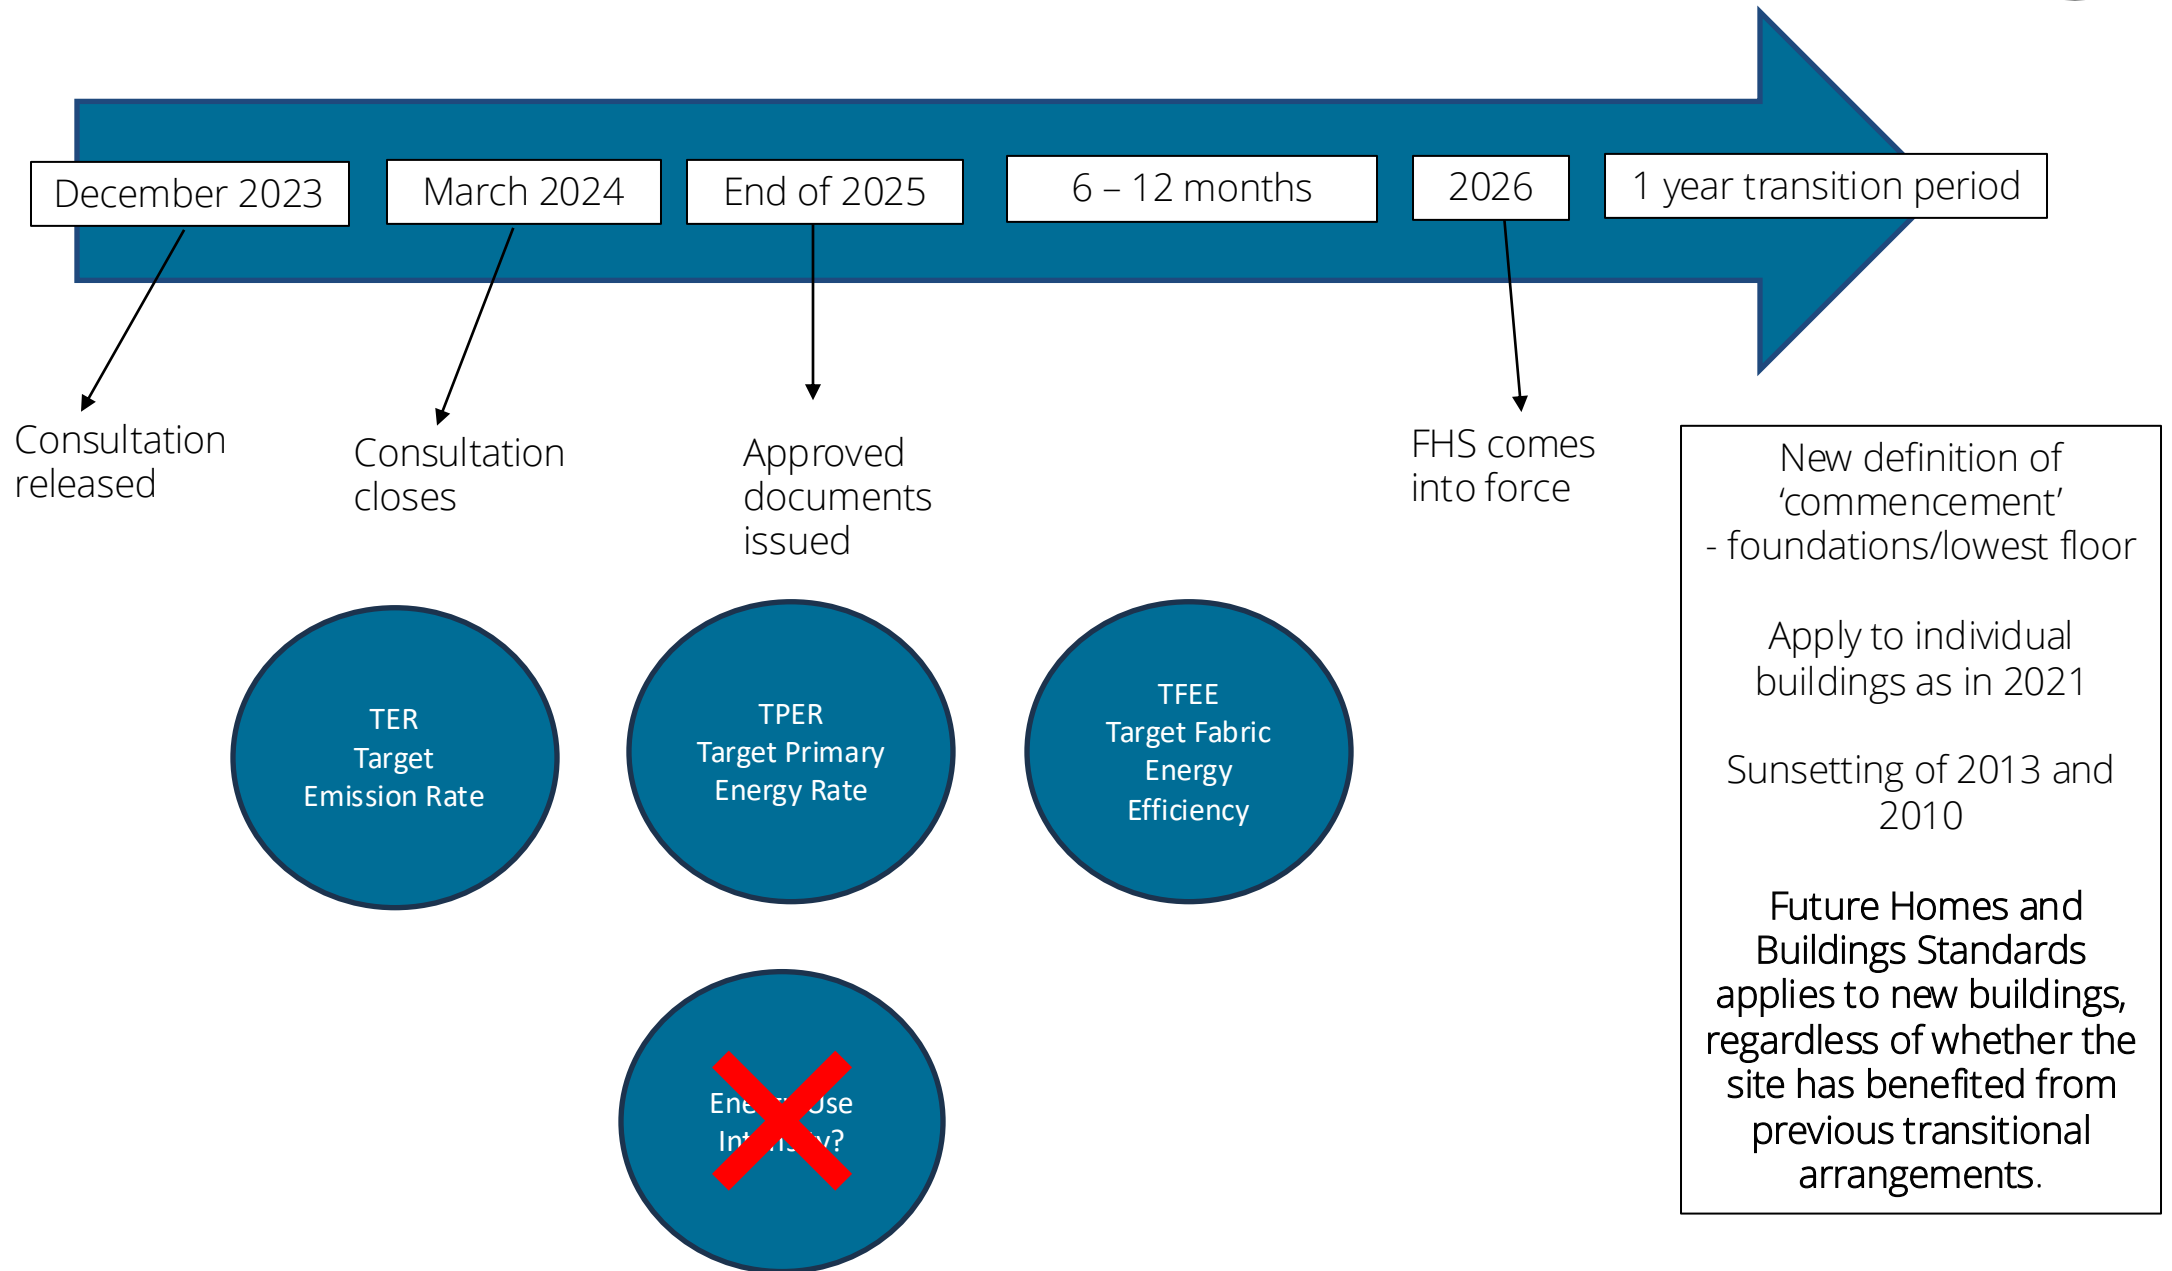 December 2023
March 2024
End of 2025
6 – 12 months
2026
1 year transition period
Consultation
released
Consultation
closes
Approved
documents
issued
FHS comes
into force
New definition of
‘commencement’
- foundations/lowest floor
Apply to individual
buildings as in 2021
Sunsetting of 2013 and
2010
Future Homes and
Buildings Standards
applies to new buildings,
regardless of whether the
site has benefited from
previous transitional
arrangements.
TER
Target
Emission Rate
TPER
Target Primary
Energy Rate
TFEE
Target Fabric
Energy
Efficiency
Energy Use
Intensity?